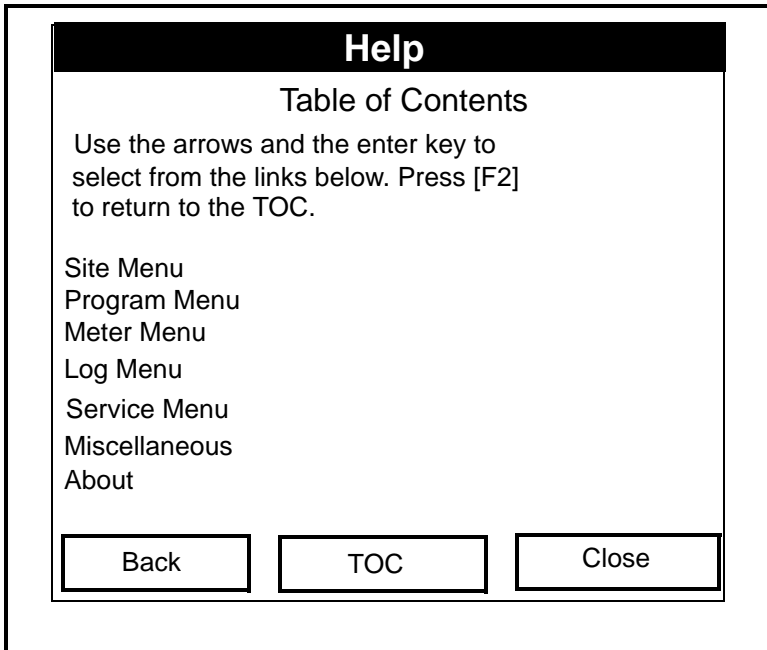 Help
Table of Contents
Use the arrows and the enter key to
select from the links below. Press [F2]
to return to the TOC.
Site Menu
Program Menu
Meter Menu
Log Menu
Service Menu
Miscellaneous
About
Back
TOC
Close